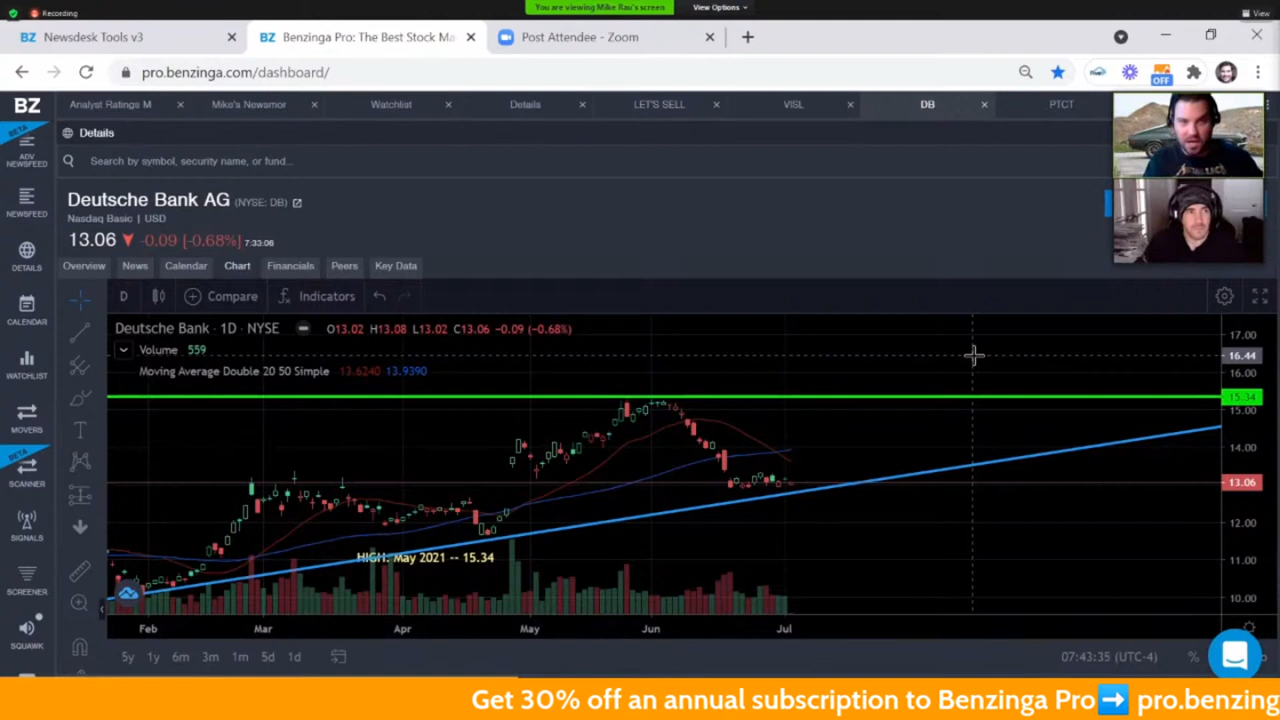 Recording
You are viewing Mike Rau's screen
View Options
View
BZ Newsdesk Tools v3
BZ Benzinga Pro: The Best Stock Ma
Post Attendee - Zoom
pro.benzinga.com/dashboard/
OFF
BZ
Analyst Ratings M
Mike's Newsmor
Watchlist
Details
LET'S SELL
VISL
DB
PTCT
Details
Search by symbol, security name, or fund...
BETA
ADV NEWSFEED
NEWSFEED
DETAILS
CALENDAR
WATCHLIST
MOVERS
BETA
SCANNER
SIGNALS
SCREENER
SQUAWK
Deutsche Bank AG (NYSE: DB)
Nasdaq Basic | USD
13.06 -0.09 [-0.68%] 7:33:06
Overview News Calendar Chart Financials Peers Key Data
D Compare Indicators
Deutsche Bank · 1D · NYSE O13.02 H13.08 L13.02 C13.06 -0.09 (-0.68%)
Volume 559
Moving Average Double 20 50 Simple 13.6240 13.9390
17.00
16.44
16.00
15.34
15.00
14.00
13.06
12.00
11.00
10.00
HIGH: May 2021 -- 15.34
Feb Mar Apr May Jun Jul
5y 1y 6m 3m 1m 5d 1d
07:43:35 (UTC-4) %
Get 30% off an annual subscription to Benzinga Pro➡ pro.benzing